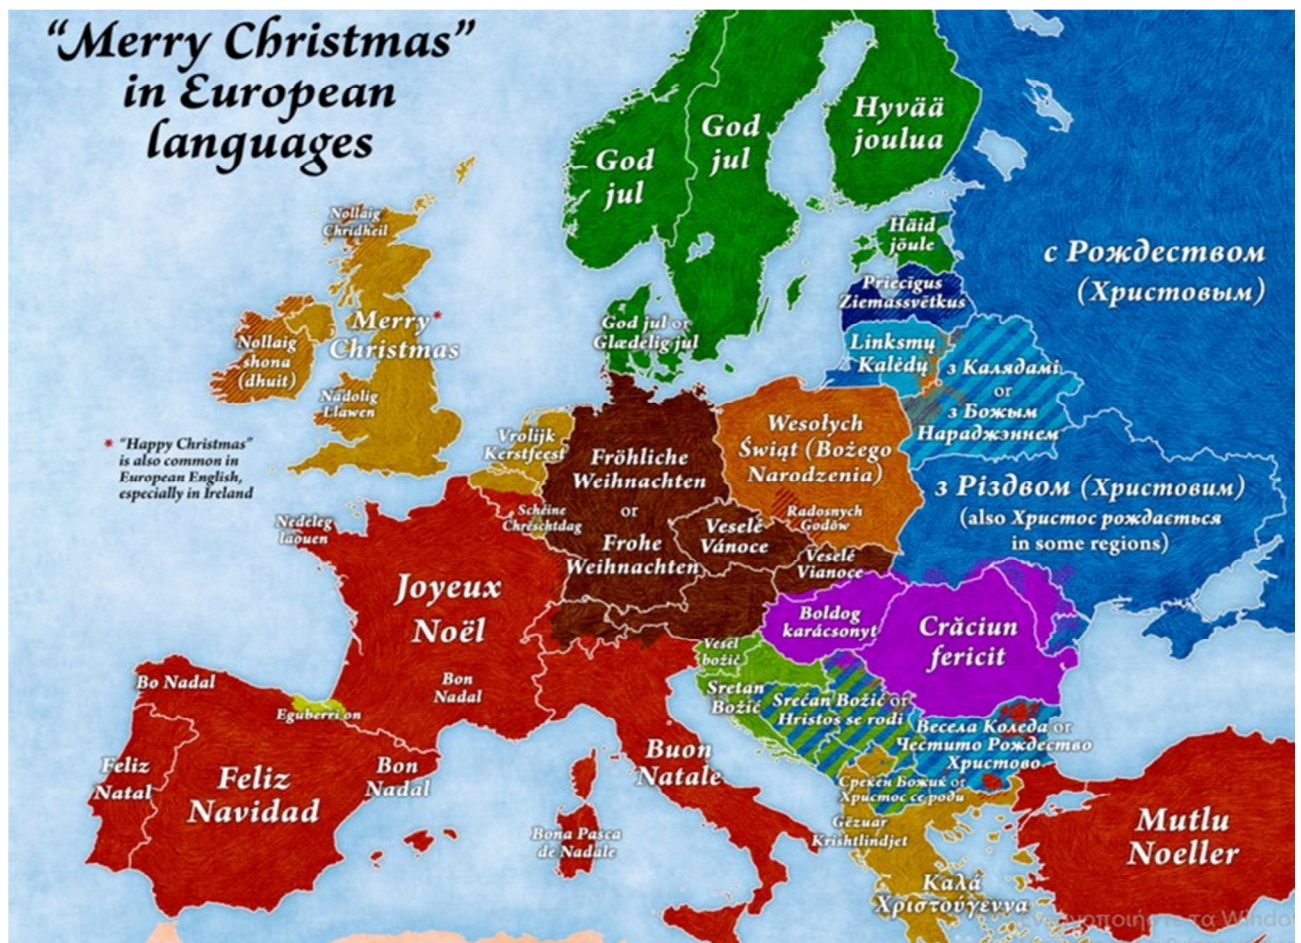 “Merry Christmas”
in European
languages
God
jul
God
jul
Hyvää
joulua
Nollaig
Chridheil
Häid
jõule
с Рождеством
(Христовым)
Priecīgus
Ziemassvētkus
God jul or
Glædelig jul
Merry*
Christmas
Nollaig
shona
(dhuit)
Linksmų
Kalėdų
з Калядамі
or
з Божым
Нараджэннем
Nadolig
Llawen
* “Happy Christmas”
is also common in
European English,
especially in Ireland
Vrolijk
Kerstfeest
Fröhliche
Weihnachten
or
Frohe
Weihnachten
Wesołych
Świąt (Bożego
Narodzenia)
Radosnych
Godōw
з Різдвом (Христовим)
(also Христос рождається
in some regions)
Schéine
Chrëschtdag
Nedeleg
laouen
Veselé
Vánoce
Veselé
Vianoce
Joyeux
Noël
Boldog
karácsonyt
Crăciun
fericit
Vesel
božič
Bo Nadal
Bon
Nadal
Sretan
Božić
Srećan Božić or
Hristos se rodi
Eguberri on
Весела Коледа or
Честито Рождество
Христово
Feliz
Natal
Feliz
Navidad
Bon
Nadal
Buon
Natale
Среќен Божиќ or
Христос се роди
Bona Pasca
de Nadale
Gëzuar
Krishtlindjet
Mutlu
Noeller
Καλά
Χριστούγεννα
τα Window